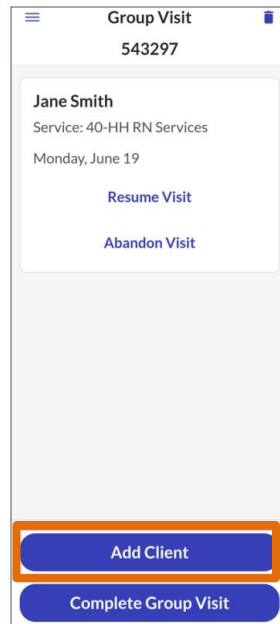 Group Visit
543297
Jane Smith
Service: 40-HH RN Services
Monday, June 19
Resume Visit
Abandon Visit
Add Client
Complete Group Visit